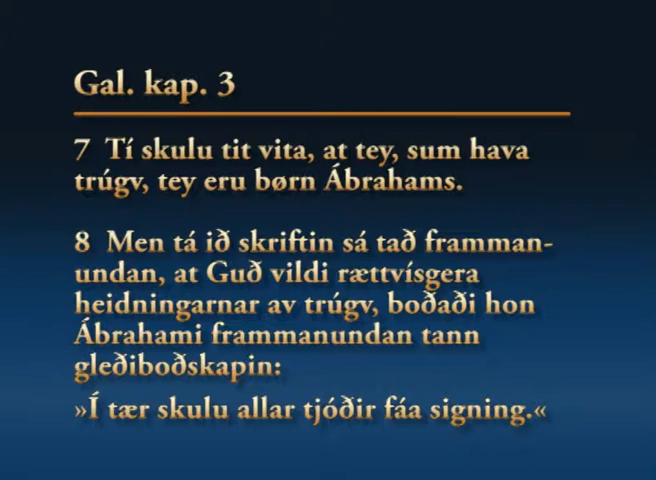 Gal. kap. 3
7 Tí skulu tit vita, at tey, sum hava
trúgv, tey eru børn Ábrahams.
8 Men tá ið skriftin sá tað framman-
undan, at Guð vildi rættvísgera
heidningarnar av trúgv, boðaði hon
Ábrahami frammanundan tann
gleðiboðskapin:
»Í tær skulu allar tjóðir fáa signing.«